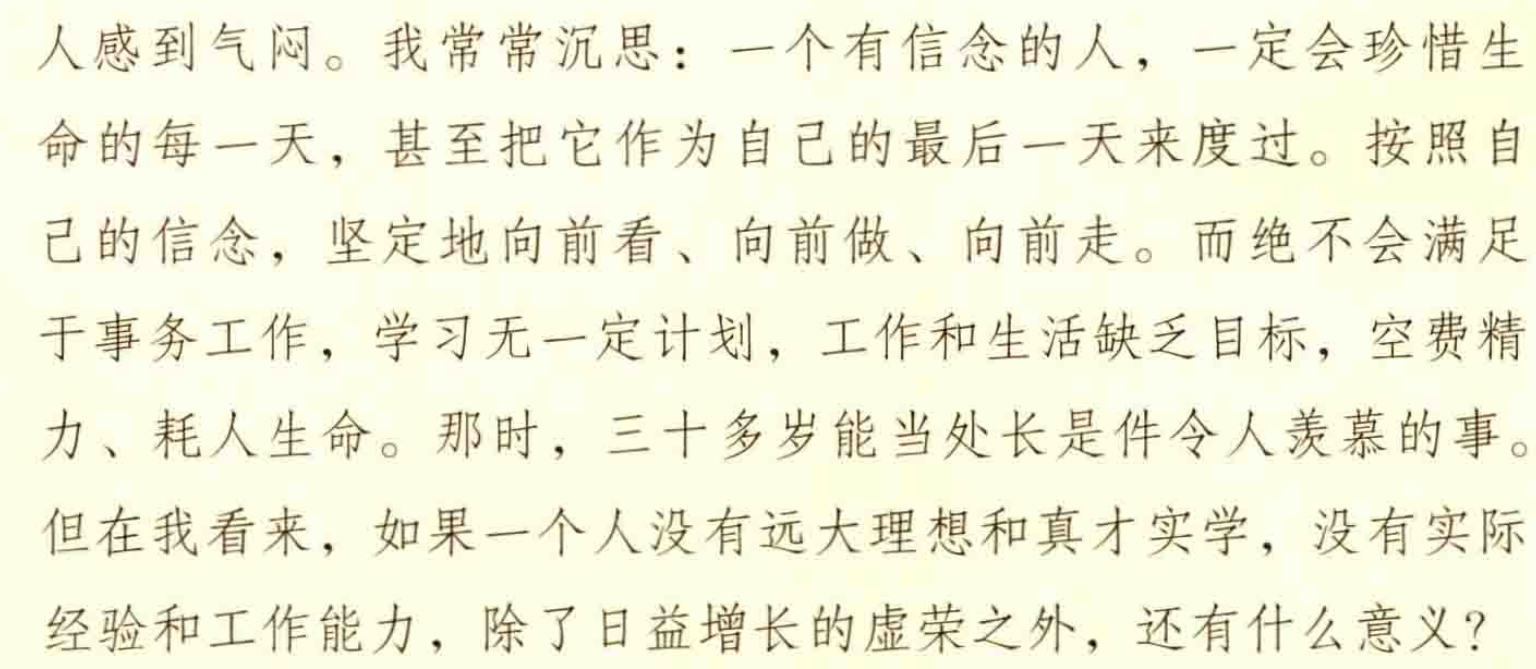 人感到气闷。我常常沉思：一个有信念的人，一定会珍惜生
命的每一天，甚至把它作为自己的最后一天来度过。按照自
己的信念，坚定地向前看、向前做、向前走。而绝不会满足
于事务工作，学习无一定计划，工作和生活缺乏目标，空费精
力、耗人生命。那时，三十多岁能当处长是件令人羡慕的事。
但在我看来，如果一个人没有远大理想和真才实学，没有实际
经验和工作能力，除了日益增长的虚荣之外，还有什么意义？